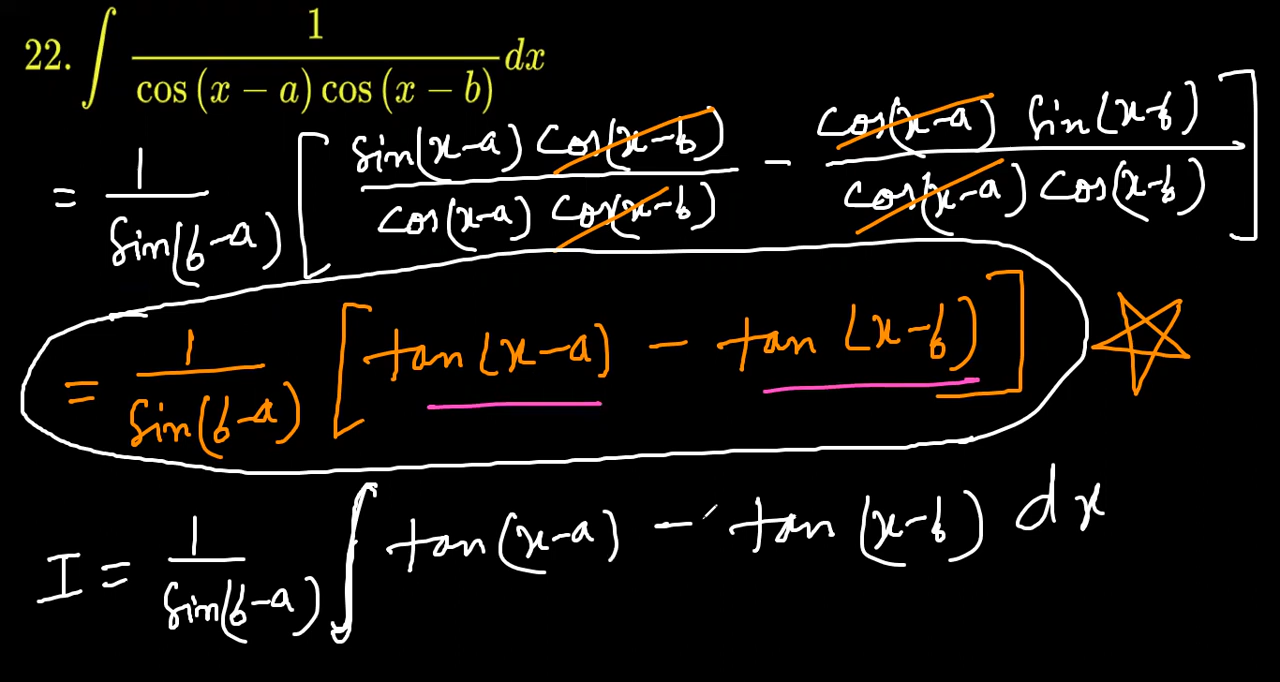 22. ∫ 1/(cos (x − a) cos (x − b)) dx
= 1/sin(b-a) [ sin(x-a) cos(x-b)/cos(x-a) cos(x-b) - cos(x-a) sin(x-b)/cos(x-a) cos(x-b) ]
= 1/sin(b-a) [ tan(x-a) - tan(x-b) ]
I = 1/sin(b-a) ∫ tan(x-a) - tan(x-b) dx